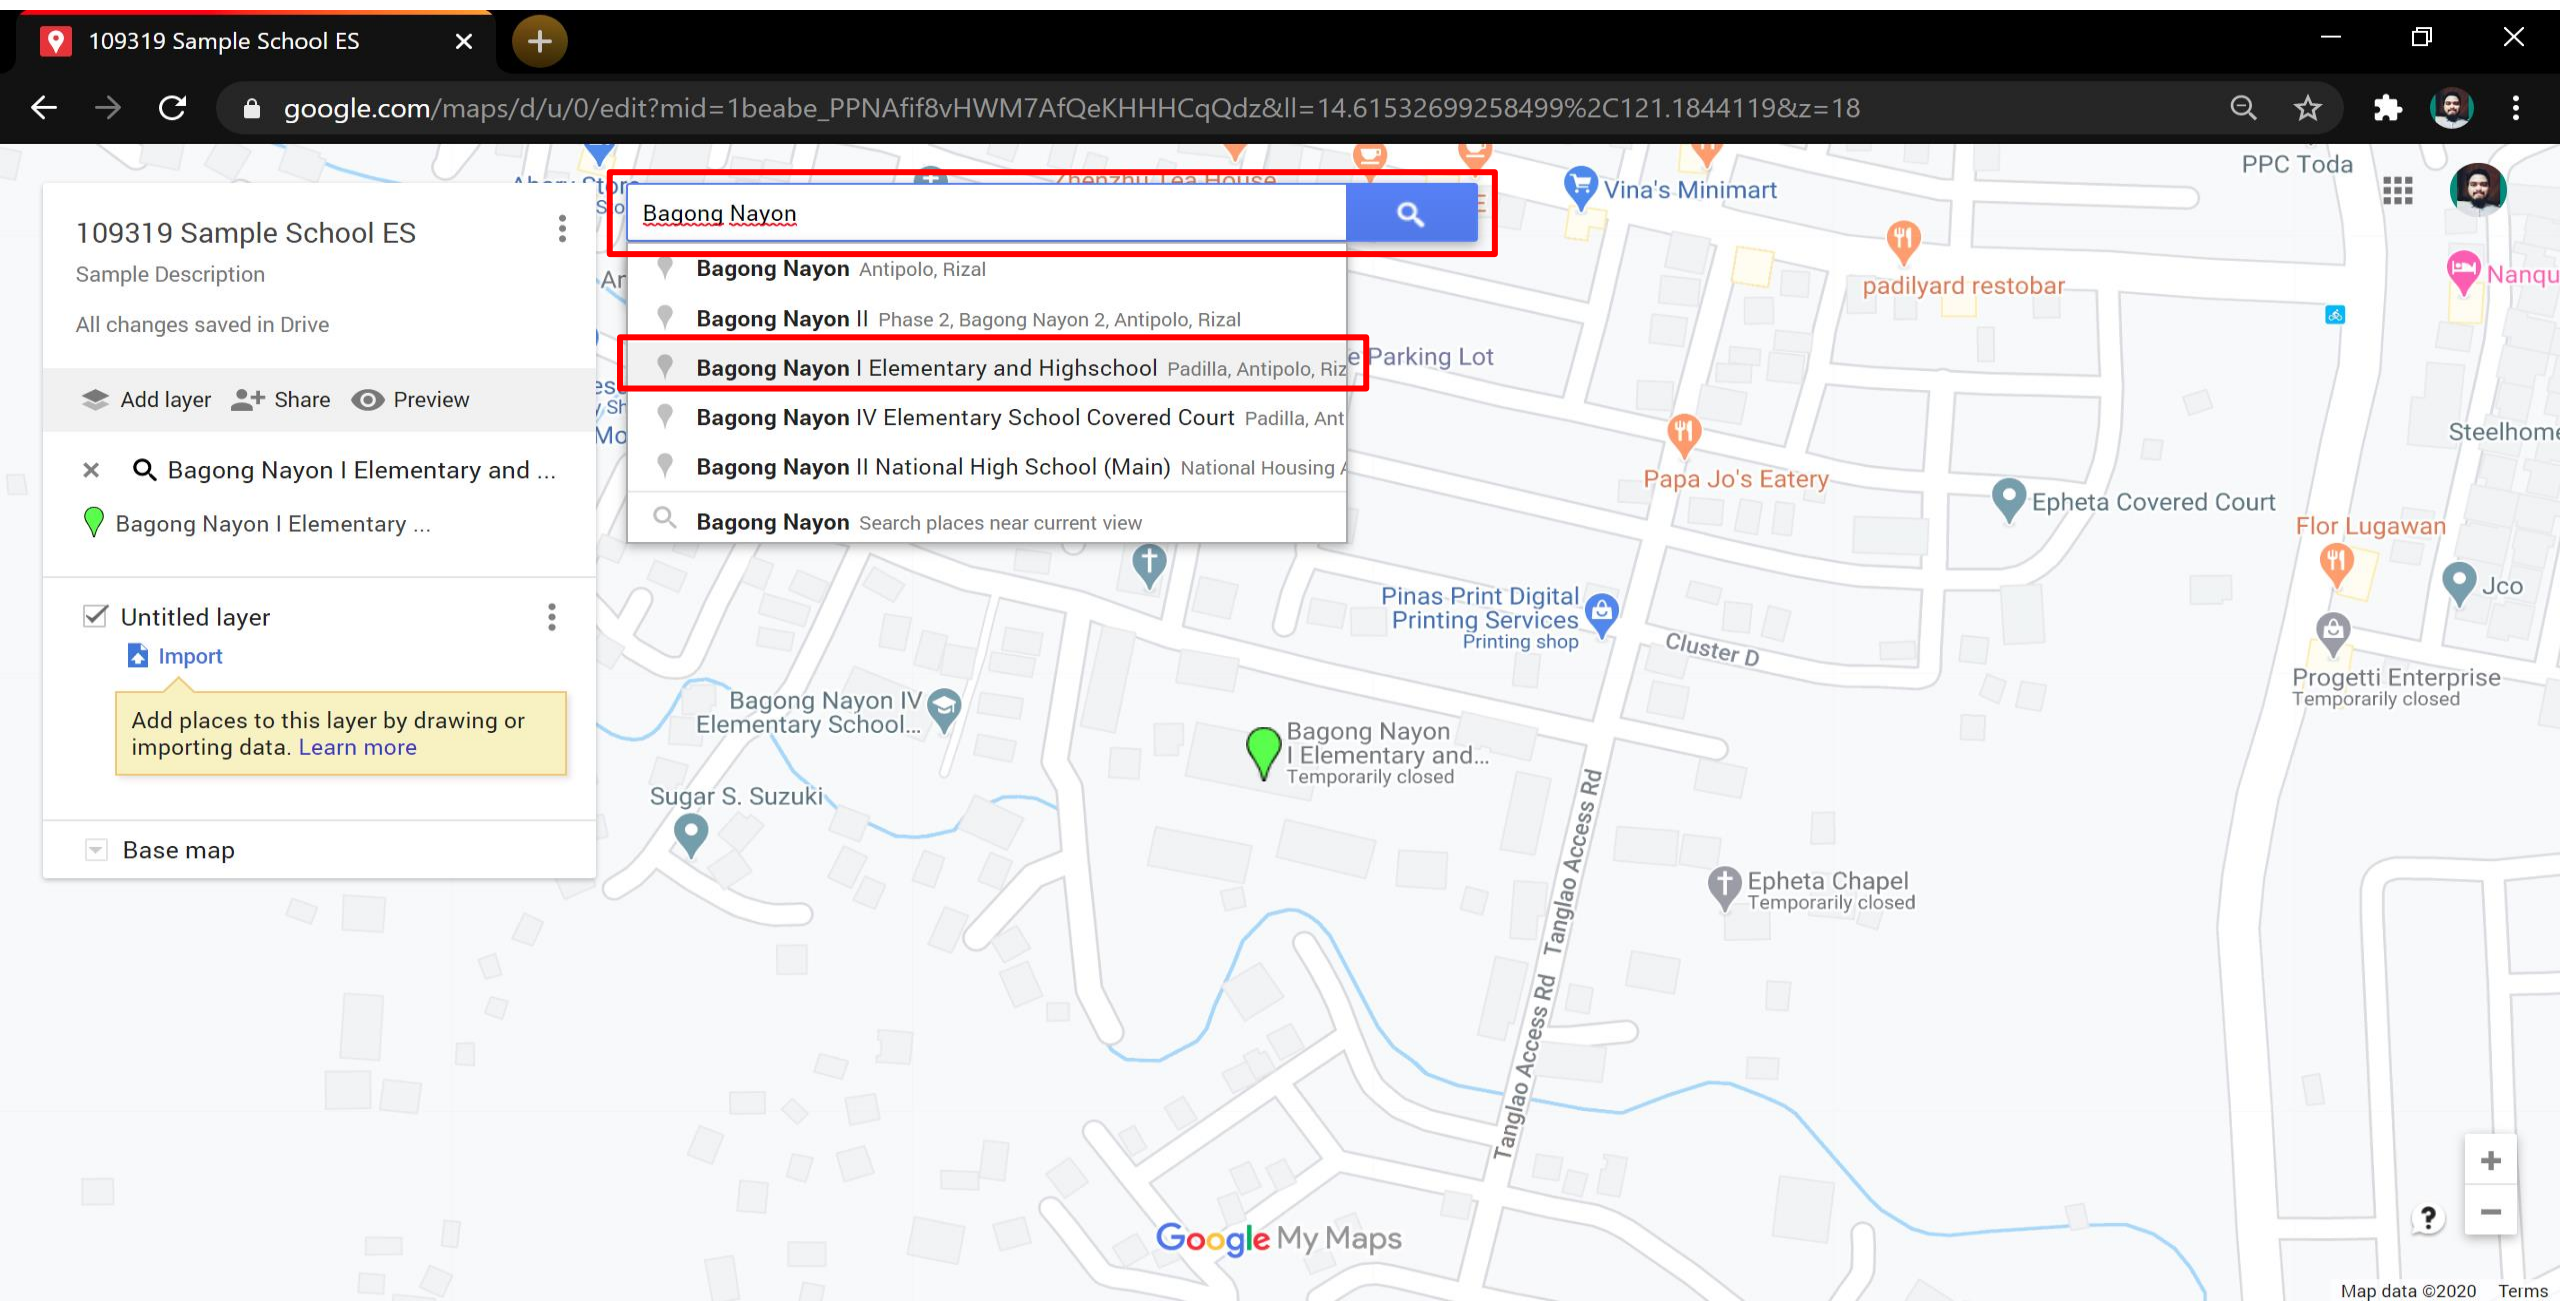 109319 Sample School ES
google.com/maps/d/u/0/edit?mid=1beabe_PPNAfif8vHWM7AfQeKHHHCqQdz&ll=14.61532699258499%2C121.1844119&z=18
109319 Sample School ES
Sample Description
All changes saved in Drive
Add layer Share Preview
Bagong Nayon I Elementary and ...
Bagong Nayon I Elementary ...
Untitled layer
Import
Add places to this layer by drawing or
importing data. Learn more
Base map
Bagong Nayon
Bagong Nayon Antipolo, Rizal
Bagong Nayon II Phase 2, Bagong Nayon 2, Antipolo, Rizal
Bagong Nayon I Elementary and Highschool Padilla, Antipolo, Riz
Bagong Nayon IV Elementary School Covered Court Padilla, Ant
Bagong Nayon II National High School (Main) National Housing
Bagong Nayon Search places near current view
Zhenzhu Tea House
Vina's Minimart
PPC Toda
padilyard restobar
Nanqu
Parking Lot
Papa Jo's Eatery
Steelhome
Epheta Covered Court
Flor Lugawan
Jco
Pinas Print Digital
Printing Services
Printing shop
Cluster D
Progetti Enterprise
Temporarily closed
Bagong Nayon IV
Elementary School...
Bagong Nayon
I Elementary and...
Temporarily closed
Sugar S. Suzuki
Tanglao Access Rd
Epheta Chapel
Temporarily closed
Tanglao Access Rd
Tanglao Access Rd
Google My Maps
Map data ©2020 Terms